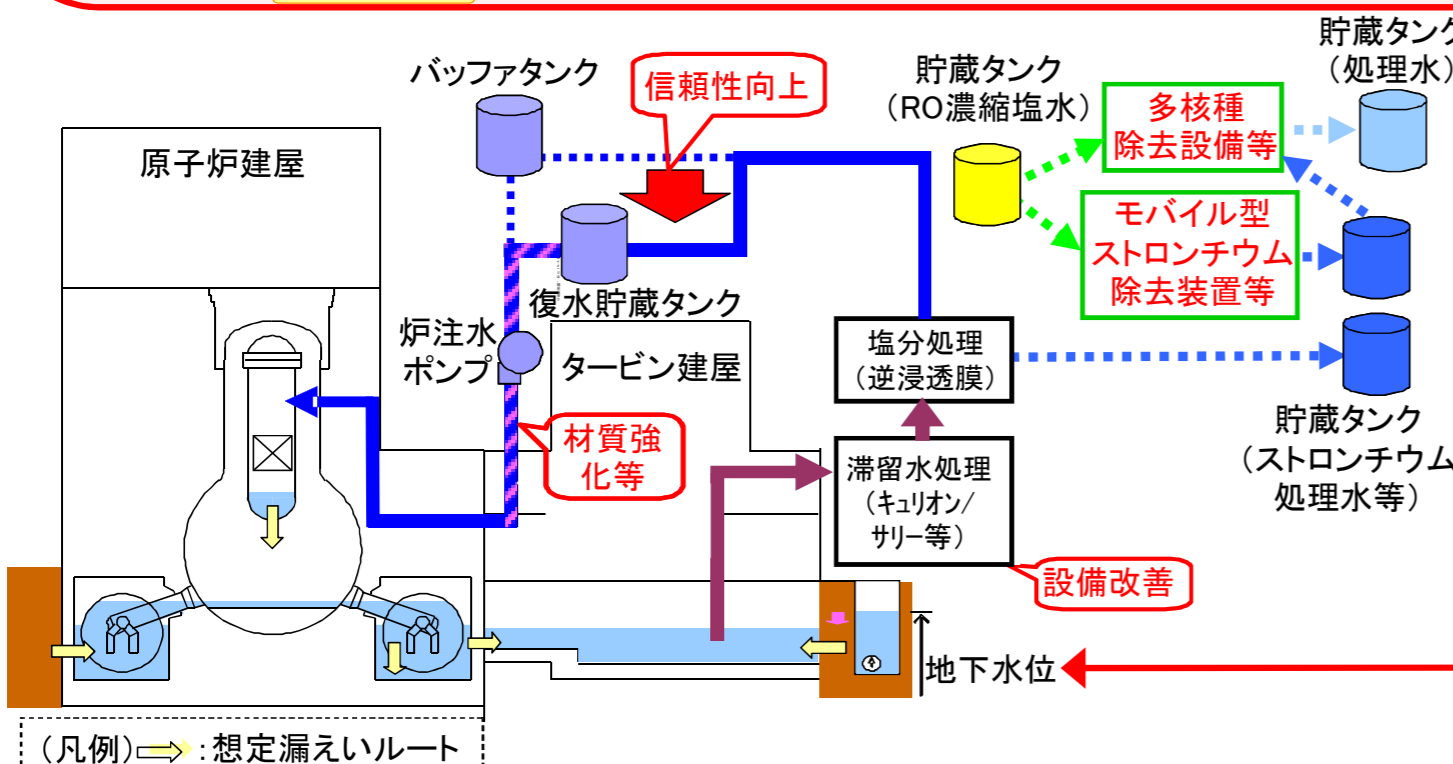 貯蔵タンク
（処理水）
バッファタンク
信頼性向上
貯蔵タンク
（RO濃縮塩水）
多核種
除去設備等
原子炉建屋
モバイル型
ストロンチウム
除去装置等
復水貯蔵タンク
炉注水
ポンプ
タービン建屋
塩分処理
（逆浸透膜）
材質強
化等
滞留水処理
（キュリオン/
サリー等）
貯蔵タンク
（ストロンチウム
処理水等）
設備改善
地下水位
（凡例） ：想定漏えいルート